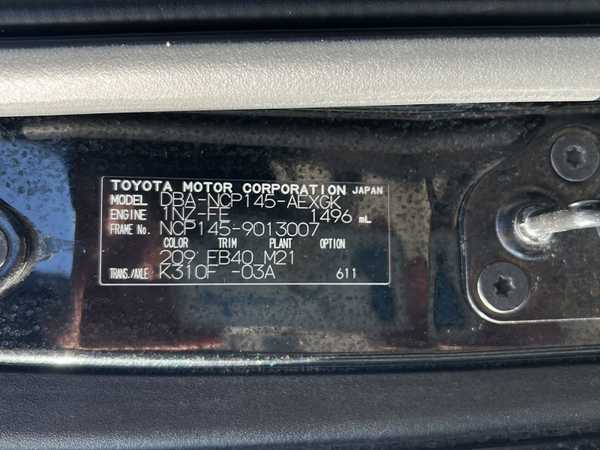 TOYOTA MOTOR CORPORATION JAPAN
MODEL DBA-NCP145-AEXGK
ENGINE 1NZ-FE 1496 mL
FRAME No. NCP145-9013007
COLOR TRIM PLANT OPTION
209 FB40 M21
TRANS./AXLE K310F -03A 611